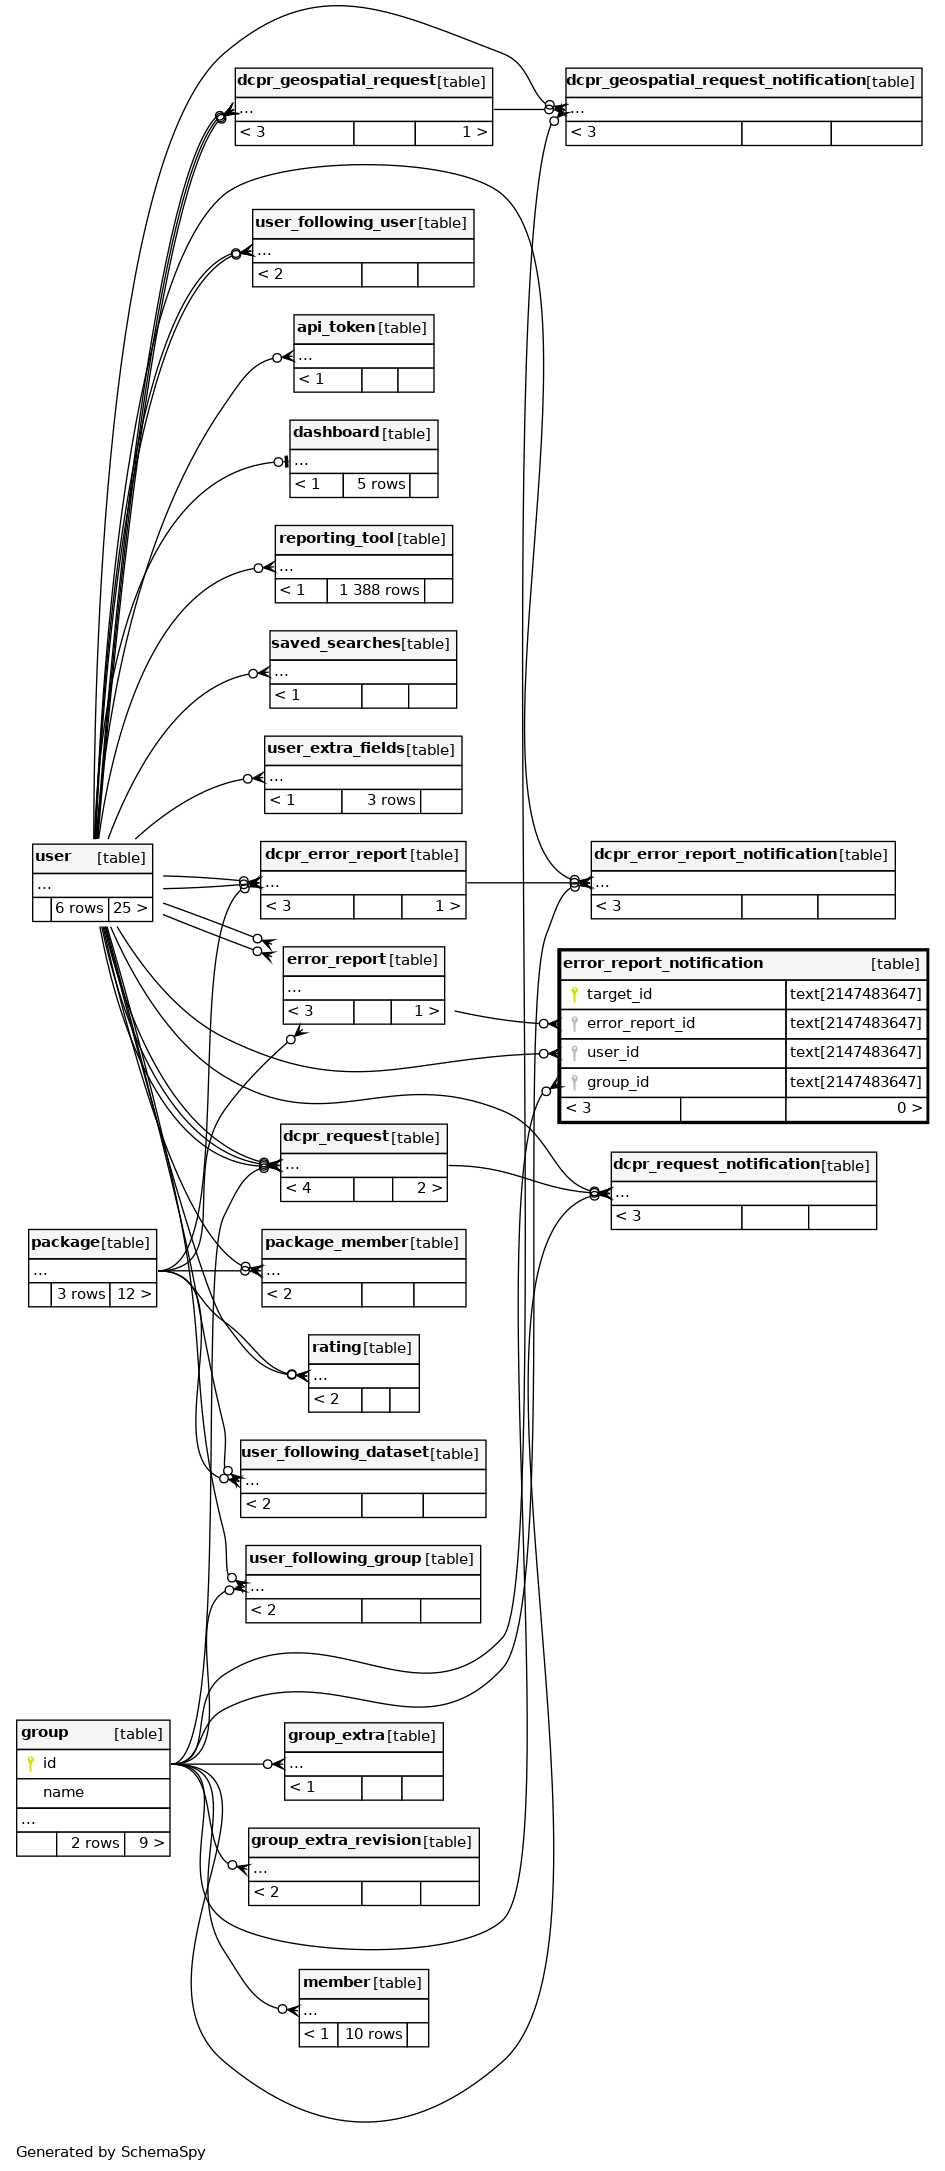 dcpr_geospatial_request [table]
...
< 3 1 >
dcpr_geospatial_request_notification [table]
...
< 3
user_following_user [table]
...
< 2
api_token [table]
...
< 1
dashboard [table]
...
< 1 5 rows
reporting_tool [table]
...
< 1 1 388 rows
saved_searches [table]
...
< 1
user_extra_fields [table]
...
< 1 3 rows
user [table]
...
6 rows 25 >
dcpr_error_report [table]
...
< 3 1 >
dcpr_error_report_notification [table]
...
< 3
error_report [table]
...
< 3 1 >
error_report_notification [table]
target_id text[2147483647]
error_report_id text[2147483647]
user_id text[2147483647]
group_id text[2147483647]
< 3 0 >
dcpr_request [table]
...
< 4 2 >
dcpr_request_notification [table]
...
< 3
package [table]
...
3 rows 12 >
package_member [table]
...
< 2
rating [table]
...
< 2
user_following_dataset [table]
...
< 2
user_following_group [table]
...
< 2
group [table]
id
name
...
2 rows 9 >
group_extra [table]
...
< 1
group_extra_revision [table]
...
< 2
member [table]
...
< 1 10 rows
Generated by SchemaSpy